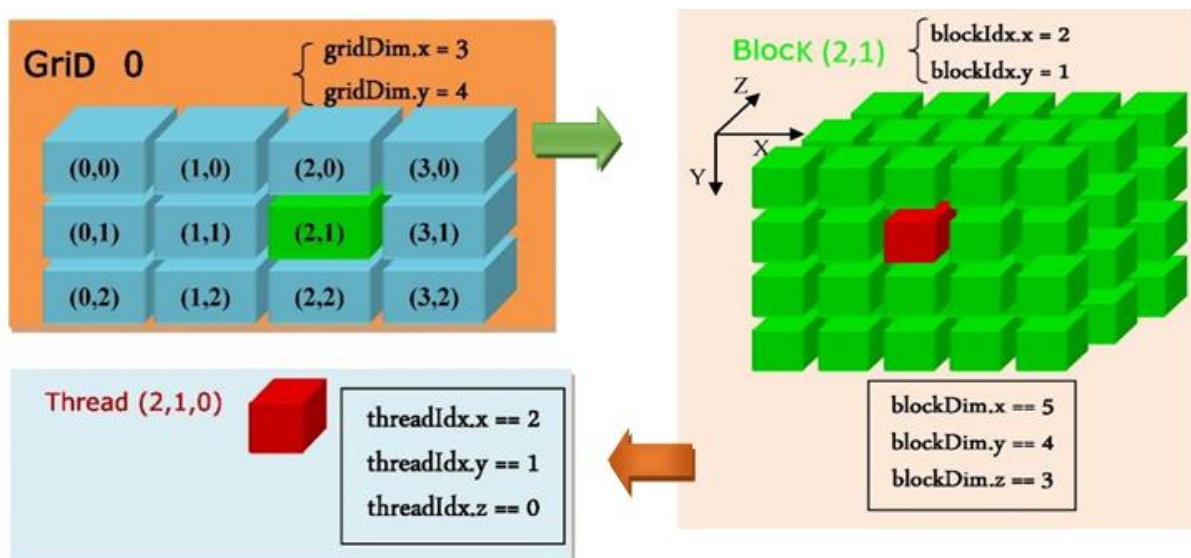 GriD 0
gridDim.x = 3
gridDim.y = 4
(0,0) (1,0) (2,0) (3,0)
(0,1) (1,1) (2,1) (3,1)
(0,2) (1,2) (2,2) (3,2)
BlocK (2,1)
blockIdx.x = 2
blockIdx.y = 1
Z
X
Y
blockDim.x == 5
blockDim.y == 4
blockDim.z == 3
Thread (2,1,0)
threadIdx.x == 2
threadIdx.y == 1
threadIdx.z == 0